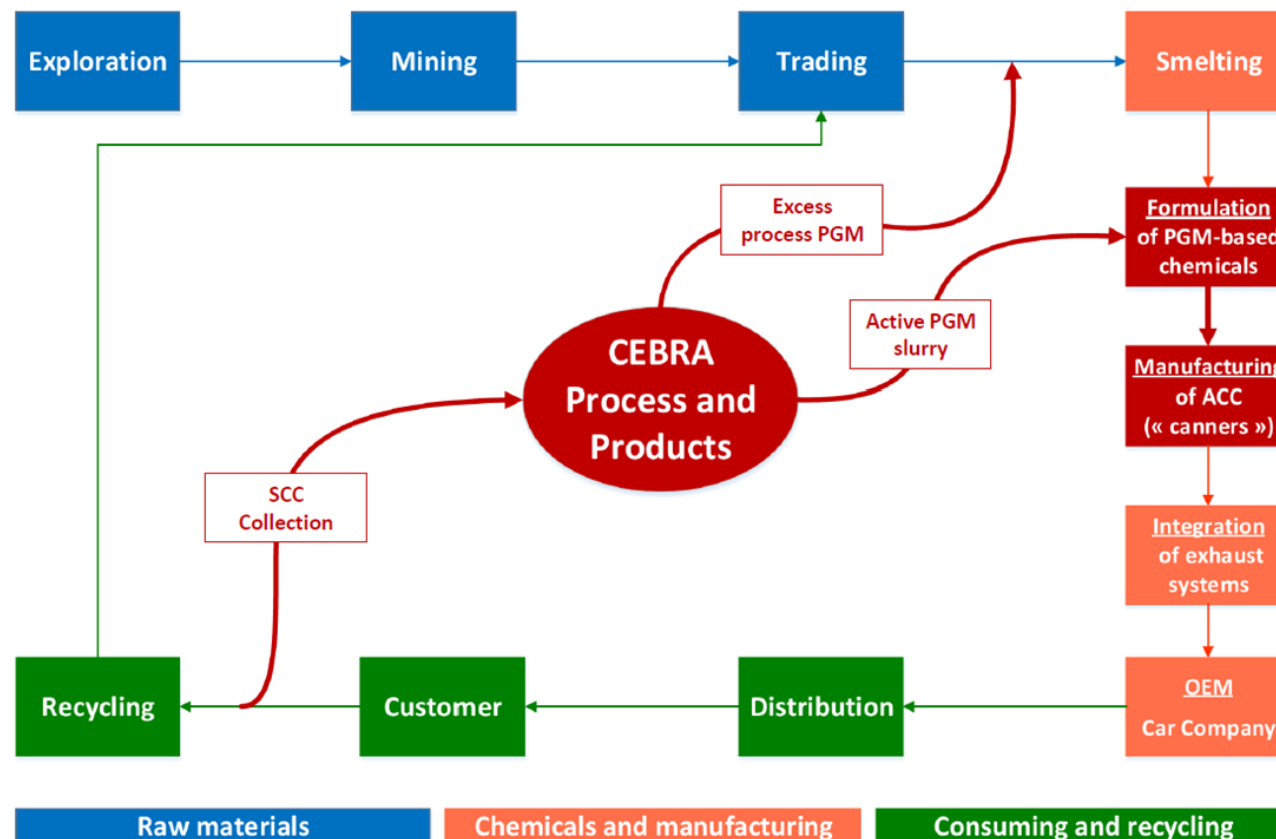 Exploration
Mining
Trading
Smelting
Excess
process PGM
Formulation
of PGM-based
chemicals
Active PGM
slurry
CEBRA
Process and
Products
Manufacturing
of ACC
(« canners »)
SCC
Collection
Integration
of exhaust
systems
Recycling
Customer
Distribution
OEM
Car Company
Raw materials
Chemicals and manufacturing
Consuming and recycling